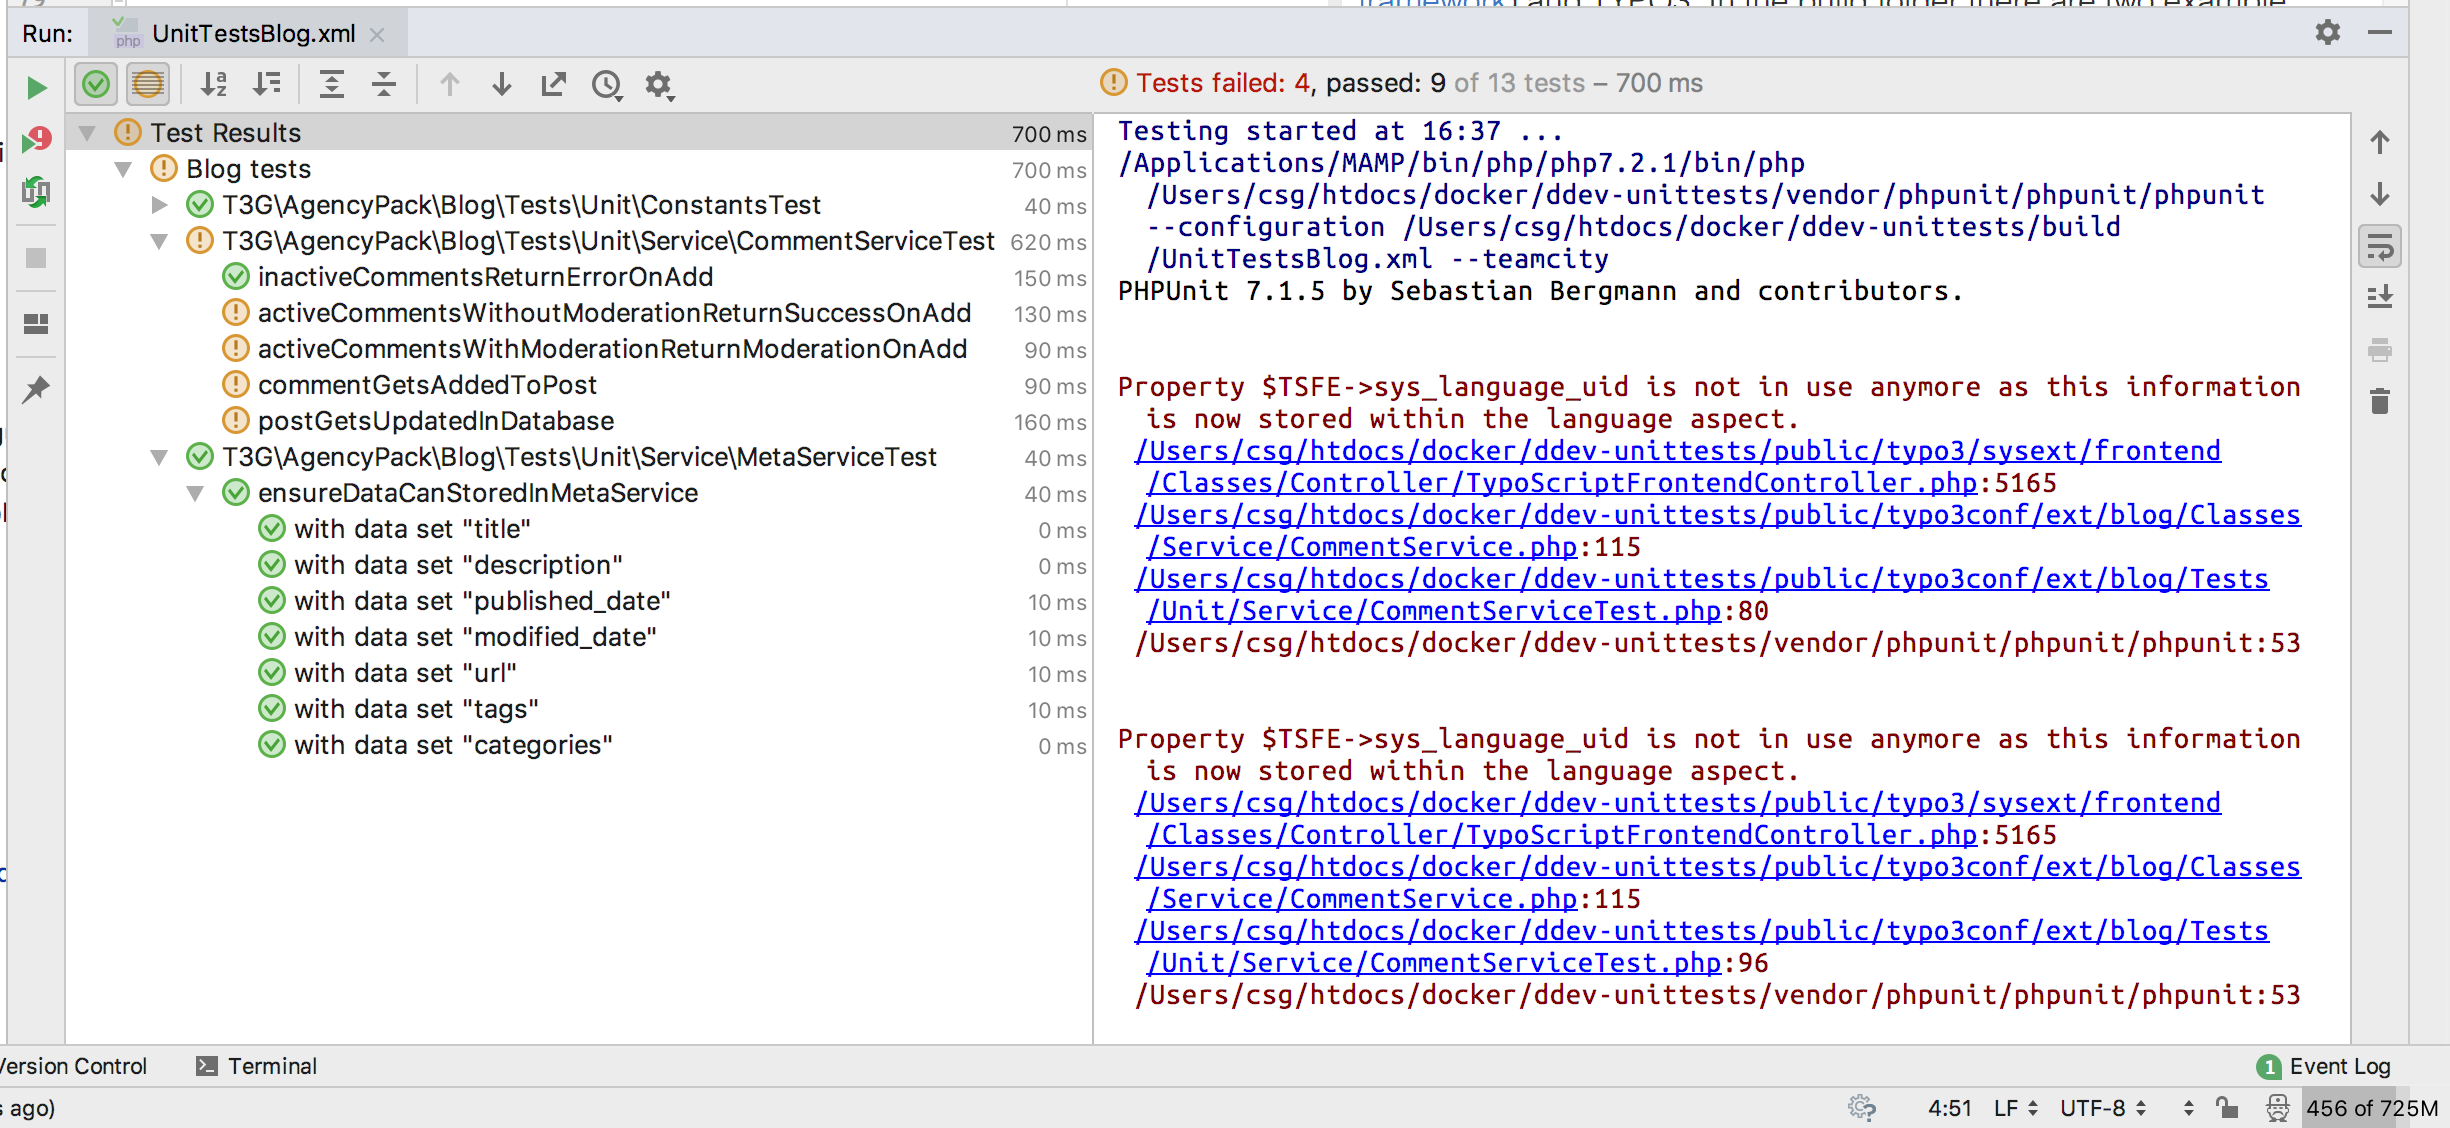 framework) and TYPO3. In the build folder there are two example
Run: php UnitTestsBlog.xml
Tests failed: 4, passed: 9 of 13 tests – 700 ms
Test Results 700 ms
Blog tests 700 ms
T3G\AgencyPack\Blog\Tests\Unit\ConstantsTest 40 ms
T3G\AgencyPack\Blog\Tests\Unit\Service\CommentServiceTest 620 ms
inactiveCommentsReturnErrorOnAdd 150 ms
activeCommentsWithoutModerationReturnSuccessOnAdd 130 ms
activeCommentsWithModerationReturnModerationOnAdd 90 ms
commentGetsAddedToPost 90 ms
postGetsUpdatedInDatabase 160 ms
T3G\AgencyPack\Blog\Tests\Unit\Service\MetaServiceTest 40 ms
ensureDataCanStoredInMetaService 40 ms
with data set "title" 0 ms
with data set "description" 0 ms
with data set "published_date" 10 ms
with data set "modified_date" 10 ms
with data set "url" 10 ms
with data set "tags" 10 ms
with data set "categories" 0 ms
Testing started at 16:37 ...
/Applications/MAMP/bin/php/php7.2.1/bin/php
/Users/csg/htdocs/docker/ddev-unittests/vendor/phpunit/phpunit/phpunit
--configuration /Users/csg/htdocs/docker/ddev-unittests/build
/UnitTestsBlog.xml --teamcity
PHPUnit 7.1.5 by Sebastian Bergmann and contributors.
Property $TSFE->sys_language_uid is not in use anymore as this information
is now stored within the language aspect.
/Users/csg/htdocs/docker/ddev-unittests/public/typo3/sysext/frontend
/Classes/Controller/TypoScriptFrontendController.php:5165
/Users/csg/htdocs/docker/ddev-unittests/public/typo3conf/ext/blog/Classes
/Service/CommentService.php:115
/Users/csg/htdocs/docker/ddev-unittests/public/typo3conf/ext/blog/Tests
/Unit/Service/CommentServiceTest.php:80
/Users/csg/htdocs/docker/ddev-unittests/vendor/phpunit/phpunit/phpunit:53
Property $TSFE->sys_language_uid is not in use anymore as this information
is now stored within the language aspect.
/Users/csg/htdocs/docker/ddev-unittests/public/typo3/sysext/frontend
/Classes/Controller/TypoScriptFrontendController.php:5165
/Users/csg/htdocs/docker/ddev-unittests/public/typo3conf/ext/blog/Classes
/Service/CommentService.php:115
/Users/csg/htdocs/docker/ddev-unittests/public/typo3conf/ext/blog/Tests
/Unit/Service/CommentServiceTest.php:96
/Users/csg/htdocs/docker/ddev-unittests/vendor/phpunit/phpunit/phpunit:53
Version Control Terminal 1 Event Log
s ago) 4:51 LF UTF-8 456 of 725M